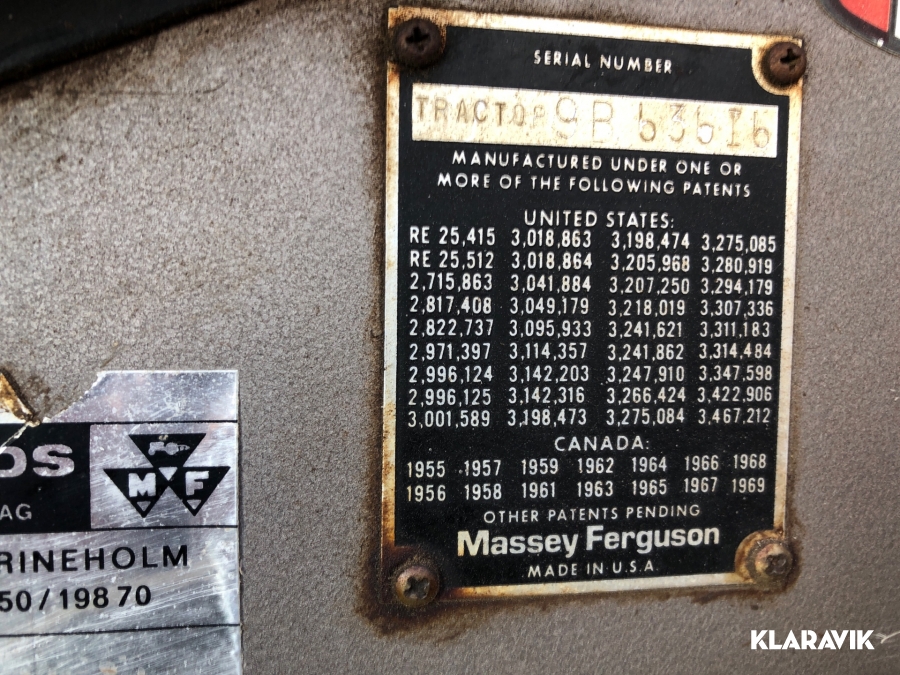 SERIAL NUMBER
TRACTOR 9B 63616
MANUFACTURED UNDER ONE OR
MORE OF THE FOLLOWING PATENTS
UNITED STATES:
RE 25,415 3,018,863 3,198,474 3,275,085
RE 25,512 3,018,864 3,205,968 3,280,919
2,715,863 3,041,884 3,207,250 3,294,179
2,817,408 3,049,179 3,218,019 3,307,336
2,822,737 3,095,933 3,241,621 3,311,183
2,971,397 3,114,357 3,241,862 3,314,484
2,996,124 3,142,203 3,247,910 3,347,598
2,996,125 3,142,316 3,266,424 3,422,906
3,001,589 3,198,473 3,275,084 3,467,212
CANADA:
1955 1957 1959 1962 1964 1966 1968
1956 1958 1961 1963 1965 1967 1969
OTHER PATENTS PENDING
Massey Ferguson
MADE IN U.S.A.
OS
MF
AG
RINEHOLM
50/198 70
KLARAVIK